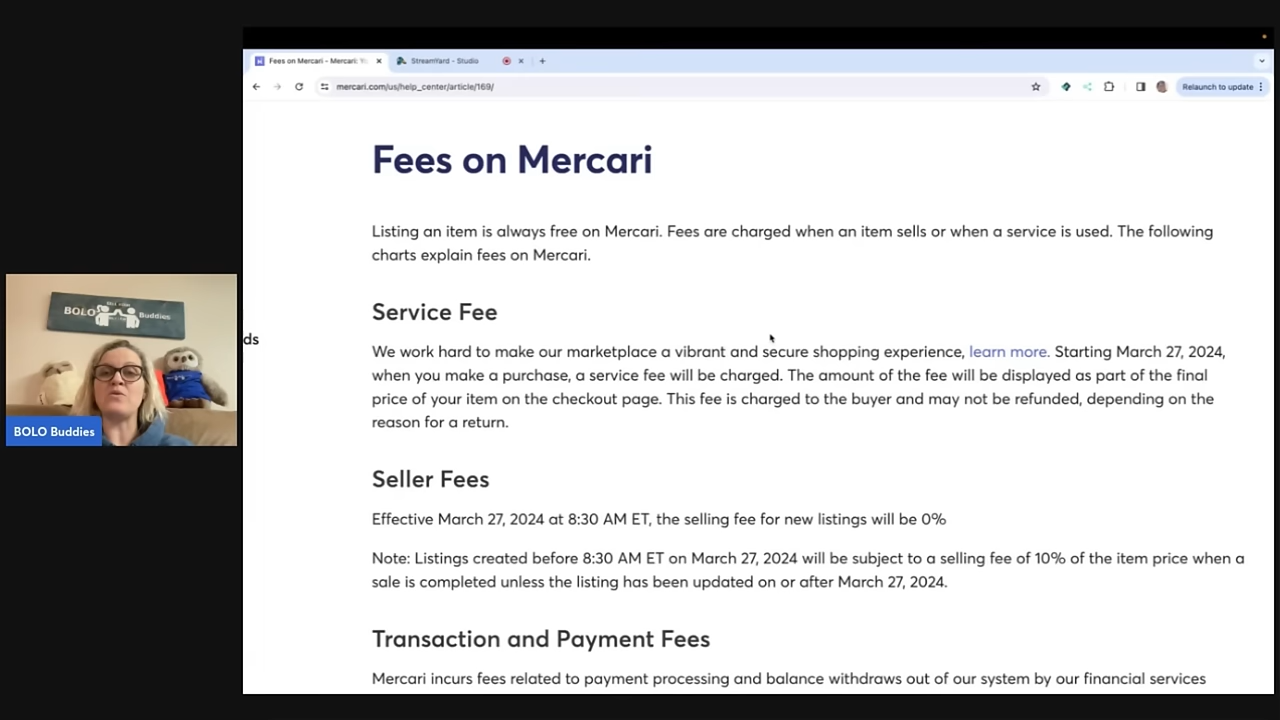 Fees on Mercari - Mercari: Yo
StreamYard - Studio
mercari.com/us/help_center/article/169/
Relaunch to update
Fees on Mercari
Listing an item is always free on Mercari. Fees are charged when an item sells or when a service is used. The following
charts explain fees on Mercari.
Service Fee
ds
We work hard to make our marketplace a vibrant and secure shopping experience, learn more. Starting March 27, 2024,
when you make a purchase, a service fee will be charged. The amount of the fee will be displayed as part of the final
price of your item on the checkout page. This fee is charged to the buyer and may not be refunded, depending on the
reason for a return.
Seller Fees
Effective March 27, 2024 at 8:30 AM ET, the selling fee for new listings will be 0%
Note: Listings created before 8:30 AM ET on March 27, 2024 will be subject to a selling fee of 10% of the item price when a
sale is completed unless the listing has been updated on or after March 27, 2024.
Transaction and Payment Fees
Mercari incurs fees related to payment processing and balance withdraws out of our system by our financial services
BOLO Buddies
BOLO Buddies